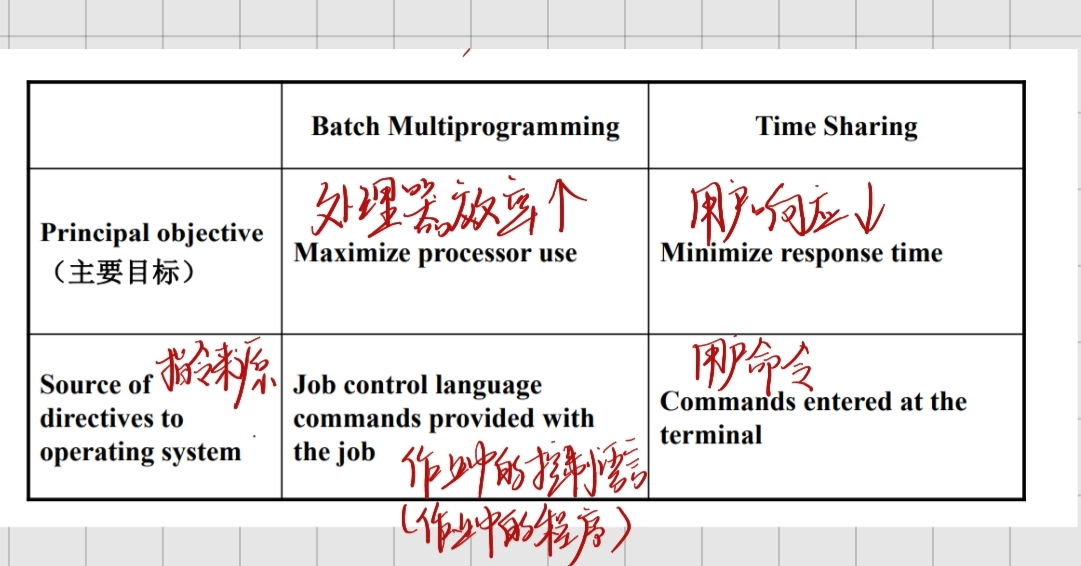 Batch Multiprogramming
Time Sharing
Principal objective
（主要目标）
处理器效率个
Maximize processor use
用户响应↓
Minimize response time
Source of 指令来源
directives to
operating system
Job control language
commands provided with
the job
作业中的控制语言
(作业中的程序)
用户命令
Commands entered at the
terminal